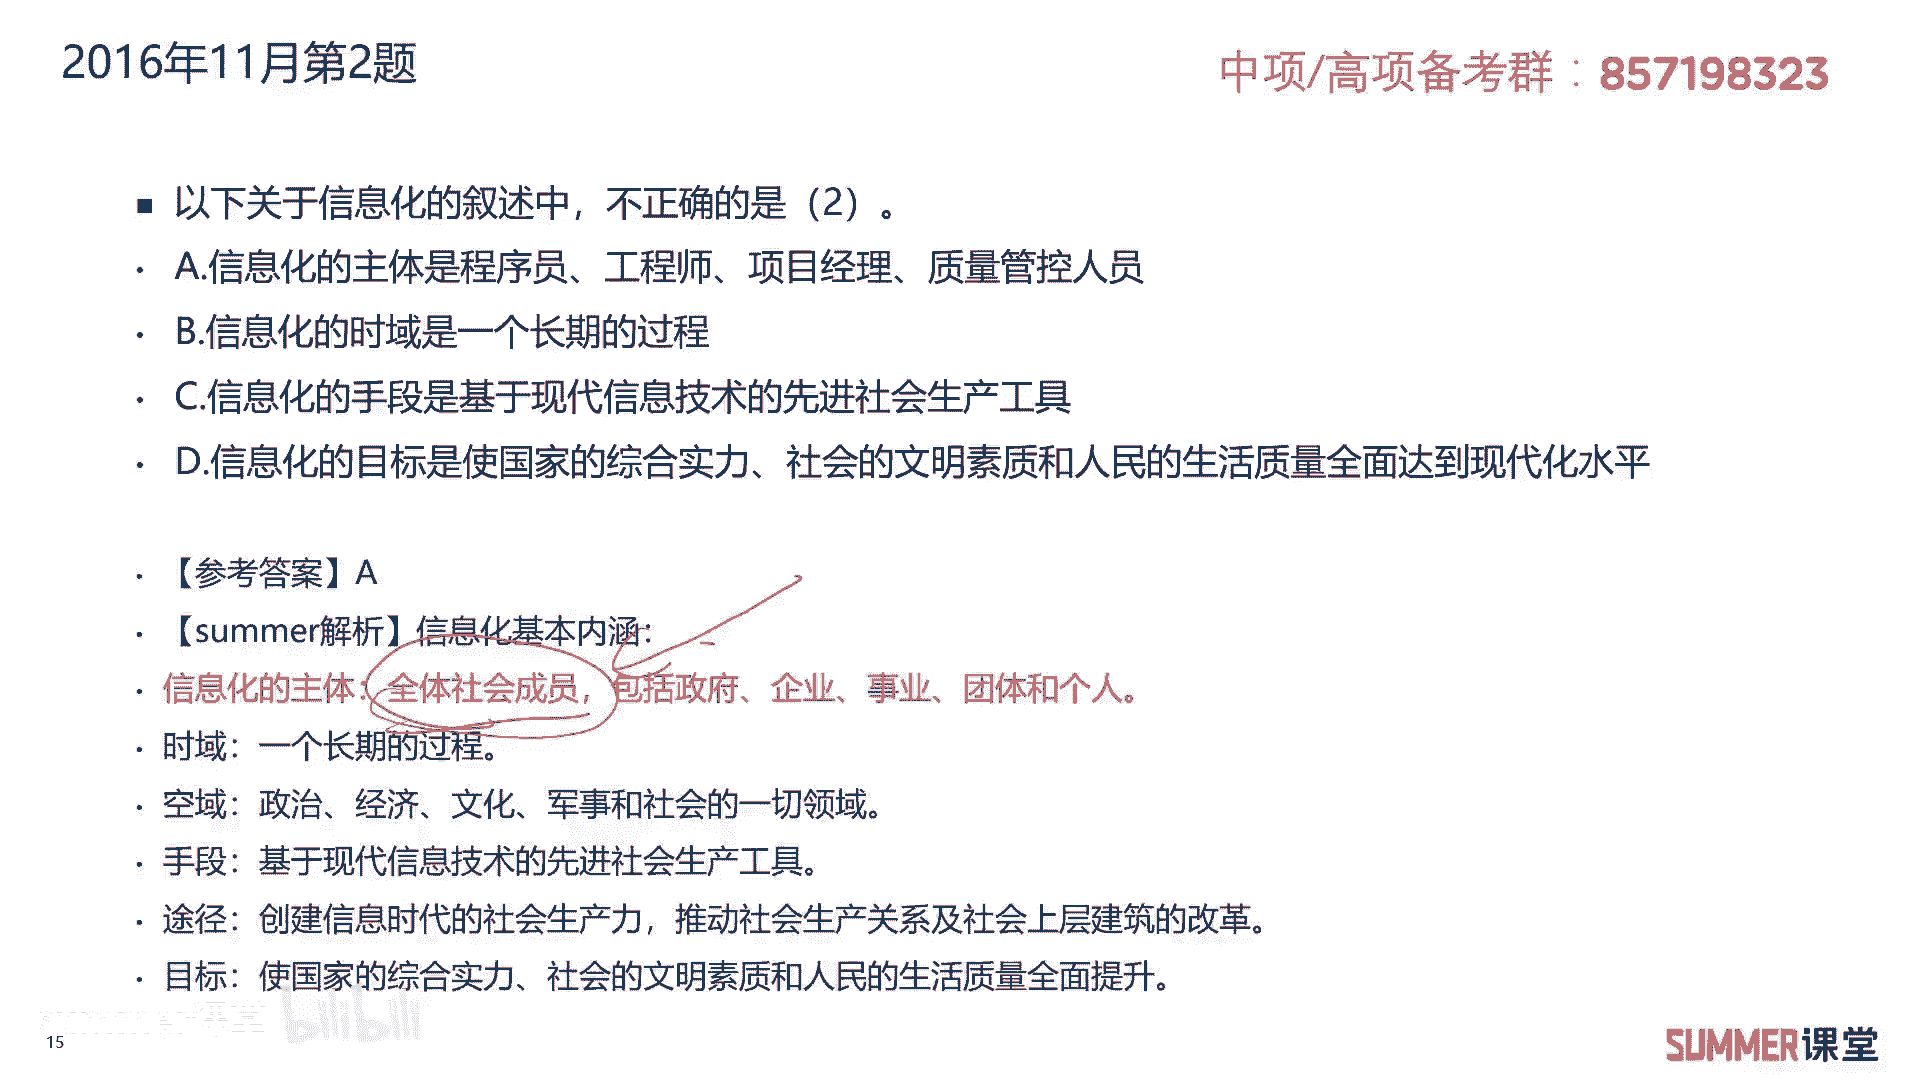 2016年11月第2题
中项/高项备考群：857198323
■ 以下关于信息化的叙述中，不正确的是（2）。
• A.信息化的主体是程序员、工程师、项目经理、质量管控人员
• B.信息化的时域是一个长期的过程
• C.信息化的手段是基于现代信息技术的先进社会生产工具
• D.信息化的目标是使国家的综合实力、社会的文明素质和人民的生活质量全面达到现代化水平
• 【参考答案】A
• 【summer解析】信息化基本内涵：
• 信息化的主体：全体社会成员，包括政府、企业、事业、团体和个人。
• 时域：一个长期的过程。
• 空域：政治、经济、文化、军事和社会的一切领域。
• 手段：基于现代信息技术的先进社会生产工具。
• 途径：创建信息时代的社会生产力，推动社会生产关系及社会上层建筑的改革。
• 目标：使国家的综合实力、社会的文明素质和人民的生活质量全面提升。
bilibili
15
SUMMER课堂